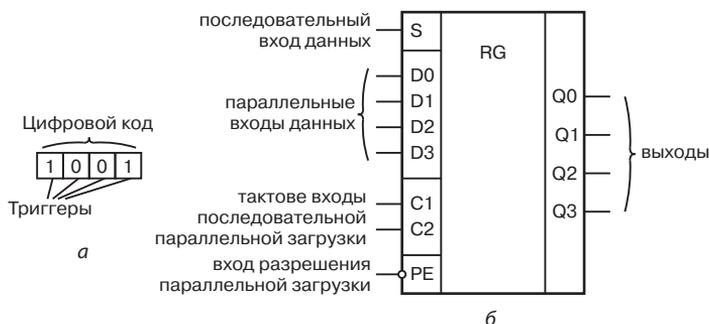 Цифровой код
1 0 0 1
Триггеры
а
последовательный
вход данных
параллельные
входы данных
тактове входы
последовательной
параллельной загрузки
вход разрешения
параллельной загрузки
S
D0
D1
D2
D3
C1
C2
PE
RG
Q0
Q1
Q2
Q3
выходы
б